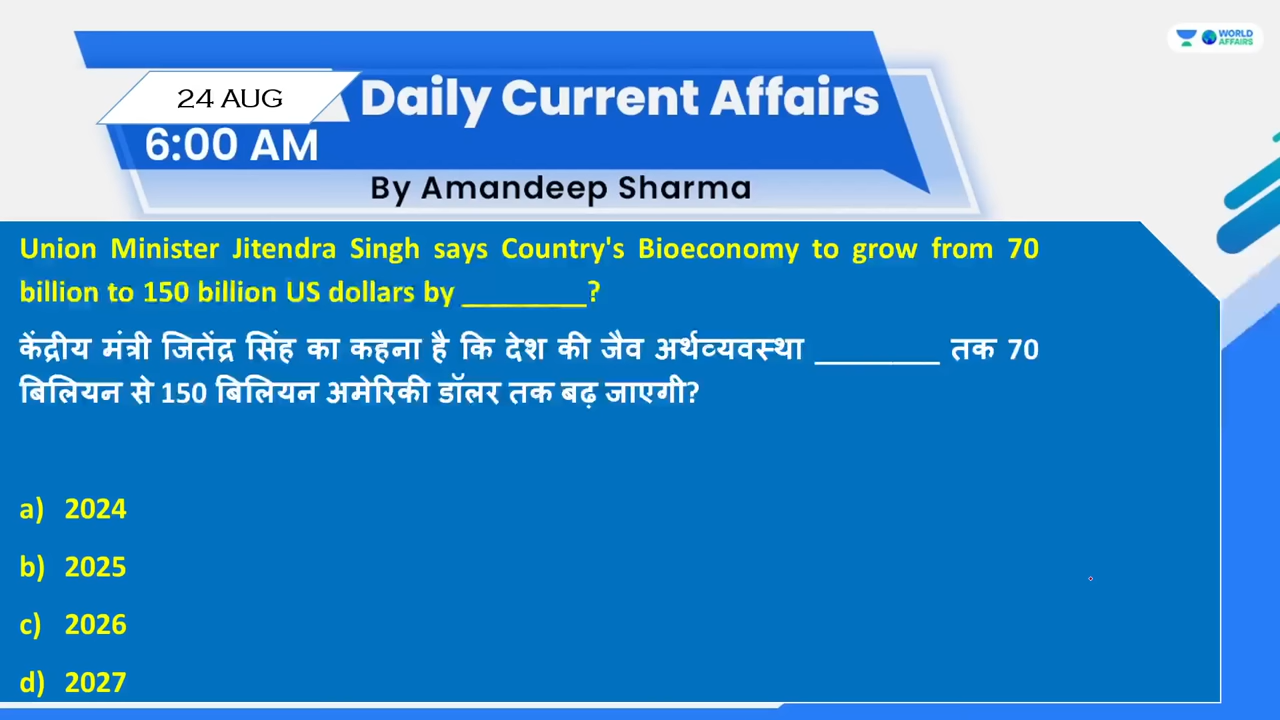 WORLD
AFFAIRS
24 AUG
Daily Current Affairs
6:00 AM
By Amandeep Sharma
Union Minister Jitendra Singh says Country's Bioeconomy to grow from 70
billion to 150 billion US dollars by _________?
केंद्रीय मंत्री जितेंद्र सिंह का कहना है कि देश की जैव अर्थव्यवस्था _________ तक 70
बिलियन से 150 बिलियन अमेरिकी डॉलर तक बढ़ जाएगी?
a) 2024
b) 2025
c) 2026
d) 2027